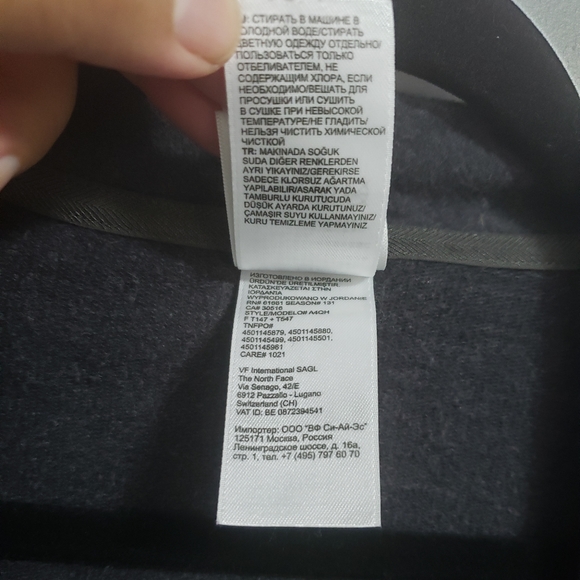 U: СТИРАТЬ В МАШИНЕ В
ОЛОДНОЙ ВОДЕ/СТИРАТЬ
ЦВЕТНУЮ ОДЕЖДУ ОТДЕЛЬНО/
ПОЛЬЗОВАТЬСЯ ТОЛЬКО
ОТБЕЛИВАТЕЛЕМ, НЕ
СОДЕРЖАЩИМ ХЛОРА, ЕСЛИ
НЕОБХОДИМО/ВЕШАТЬ ДЛЯ
ПРОСУШКИ ИЛИ СУШИТЬ
В СУШКЕ ПРИ НЕВЫСОКОЙ
ТЕМПЕРАТУРЕ/НЕ ГЛАДИТЬ/
НЕЛЬЗЯ ЧИСТИТЬ ХИМИЧЕСКОЙ
ЧИСТКОЙ
TR: MAKINADA SOĞUK
SUDA DIĞER RENKLERDEN
AYRI YIKAYINIZ/GEREKIRSE
SADECE KLORSUZ AĞARTMA
YAPILABILIR/ASARAK YADA
TAMBURLU KURUTUCUDA
DÜŞÜK AYARDA KURUTUNUZ/
ÇAMAŞIR SUYU KULLANMAYINIZ/
KURU TEMIZLEME YAPMAYINIZ
ИЗГОТОВЛЕНО В ИОРДАНИИ
ÜRDÜN'DE ÜRETILMIŞTIR
ΚΑΤΑΣΚΕΥΑΖΕΤΑΙ ΣΤΗΝ
ΙΟΡΔΑΝΙΑ
WYPRODUKOWANO W JORDANIE
RN# 61661 SEASON# 131
CA# 30516
STYLE/MODELO# A4QH
F T147 + T547
TNFPO#
4501145879, 4501145880,
4501145499, 4501145501,
4501145961
CARE# 1021
VF International SAGL
The North Face
Via Senago, 42/E
6912 Pazzallo - Lugano
Switzerland (CH)
VAT ID: BE 0872394541
Импортер: ООО "ВФ Си-Ай-Эс"
125171 Москва, Россия
Ленинградское шоссе, д. 16а,
стр. 1, тел. +7 (495) 797 60 70